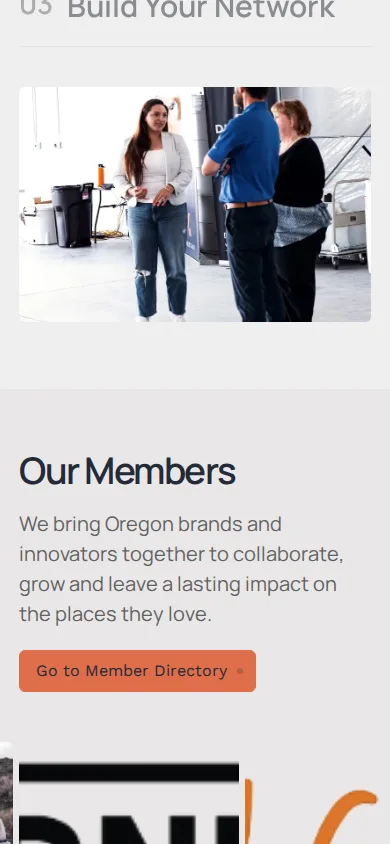 03 Build Your Network
Our Members
We bring Oregon brands and
innovators together to collaborate,
grow and leave a lasting impact on
the places they love.
Go to Member Directory